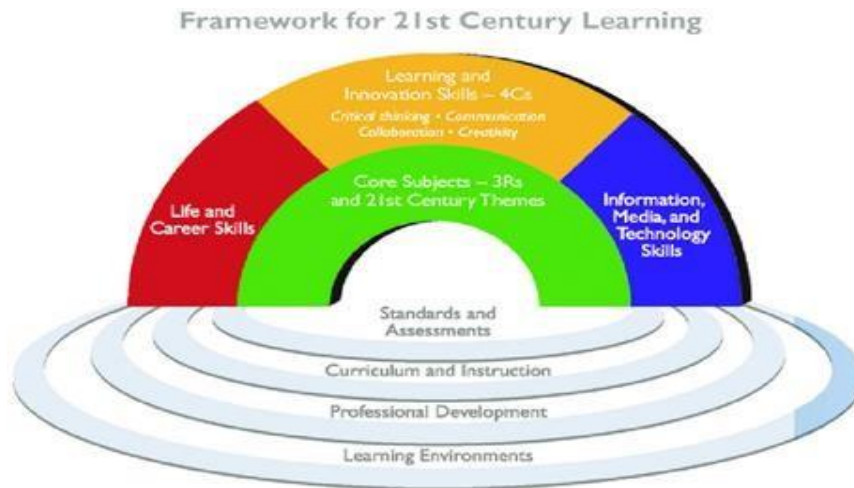 Framework for 21st Century Learning
Learning and
Innovation Skills – 4Cs
Critical thinking • Communication
Collaboration • Creativity
Core Subjects – 3Rs
and 21st Century Themes
Life and
Career Skills
Information,
Media, and
Technology
Skills
Standards and
Assessments
Curriculum and Instruction
Professional Development
Learning Environments